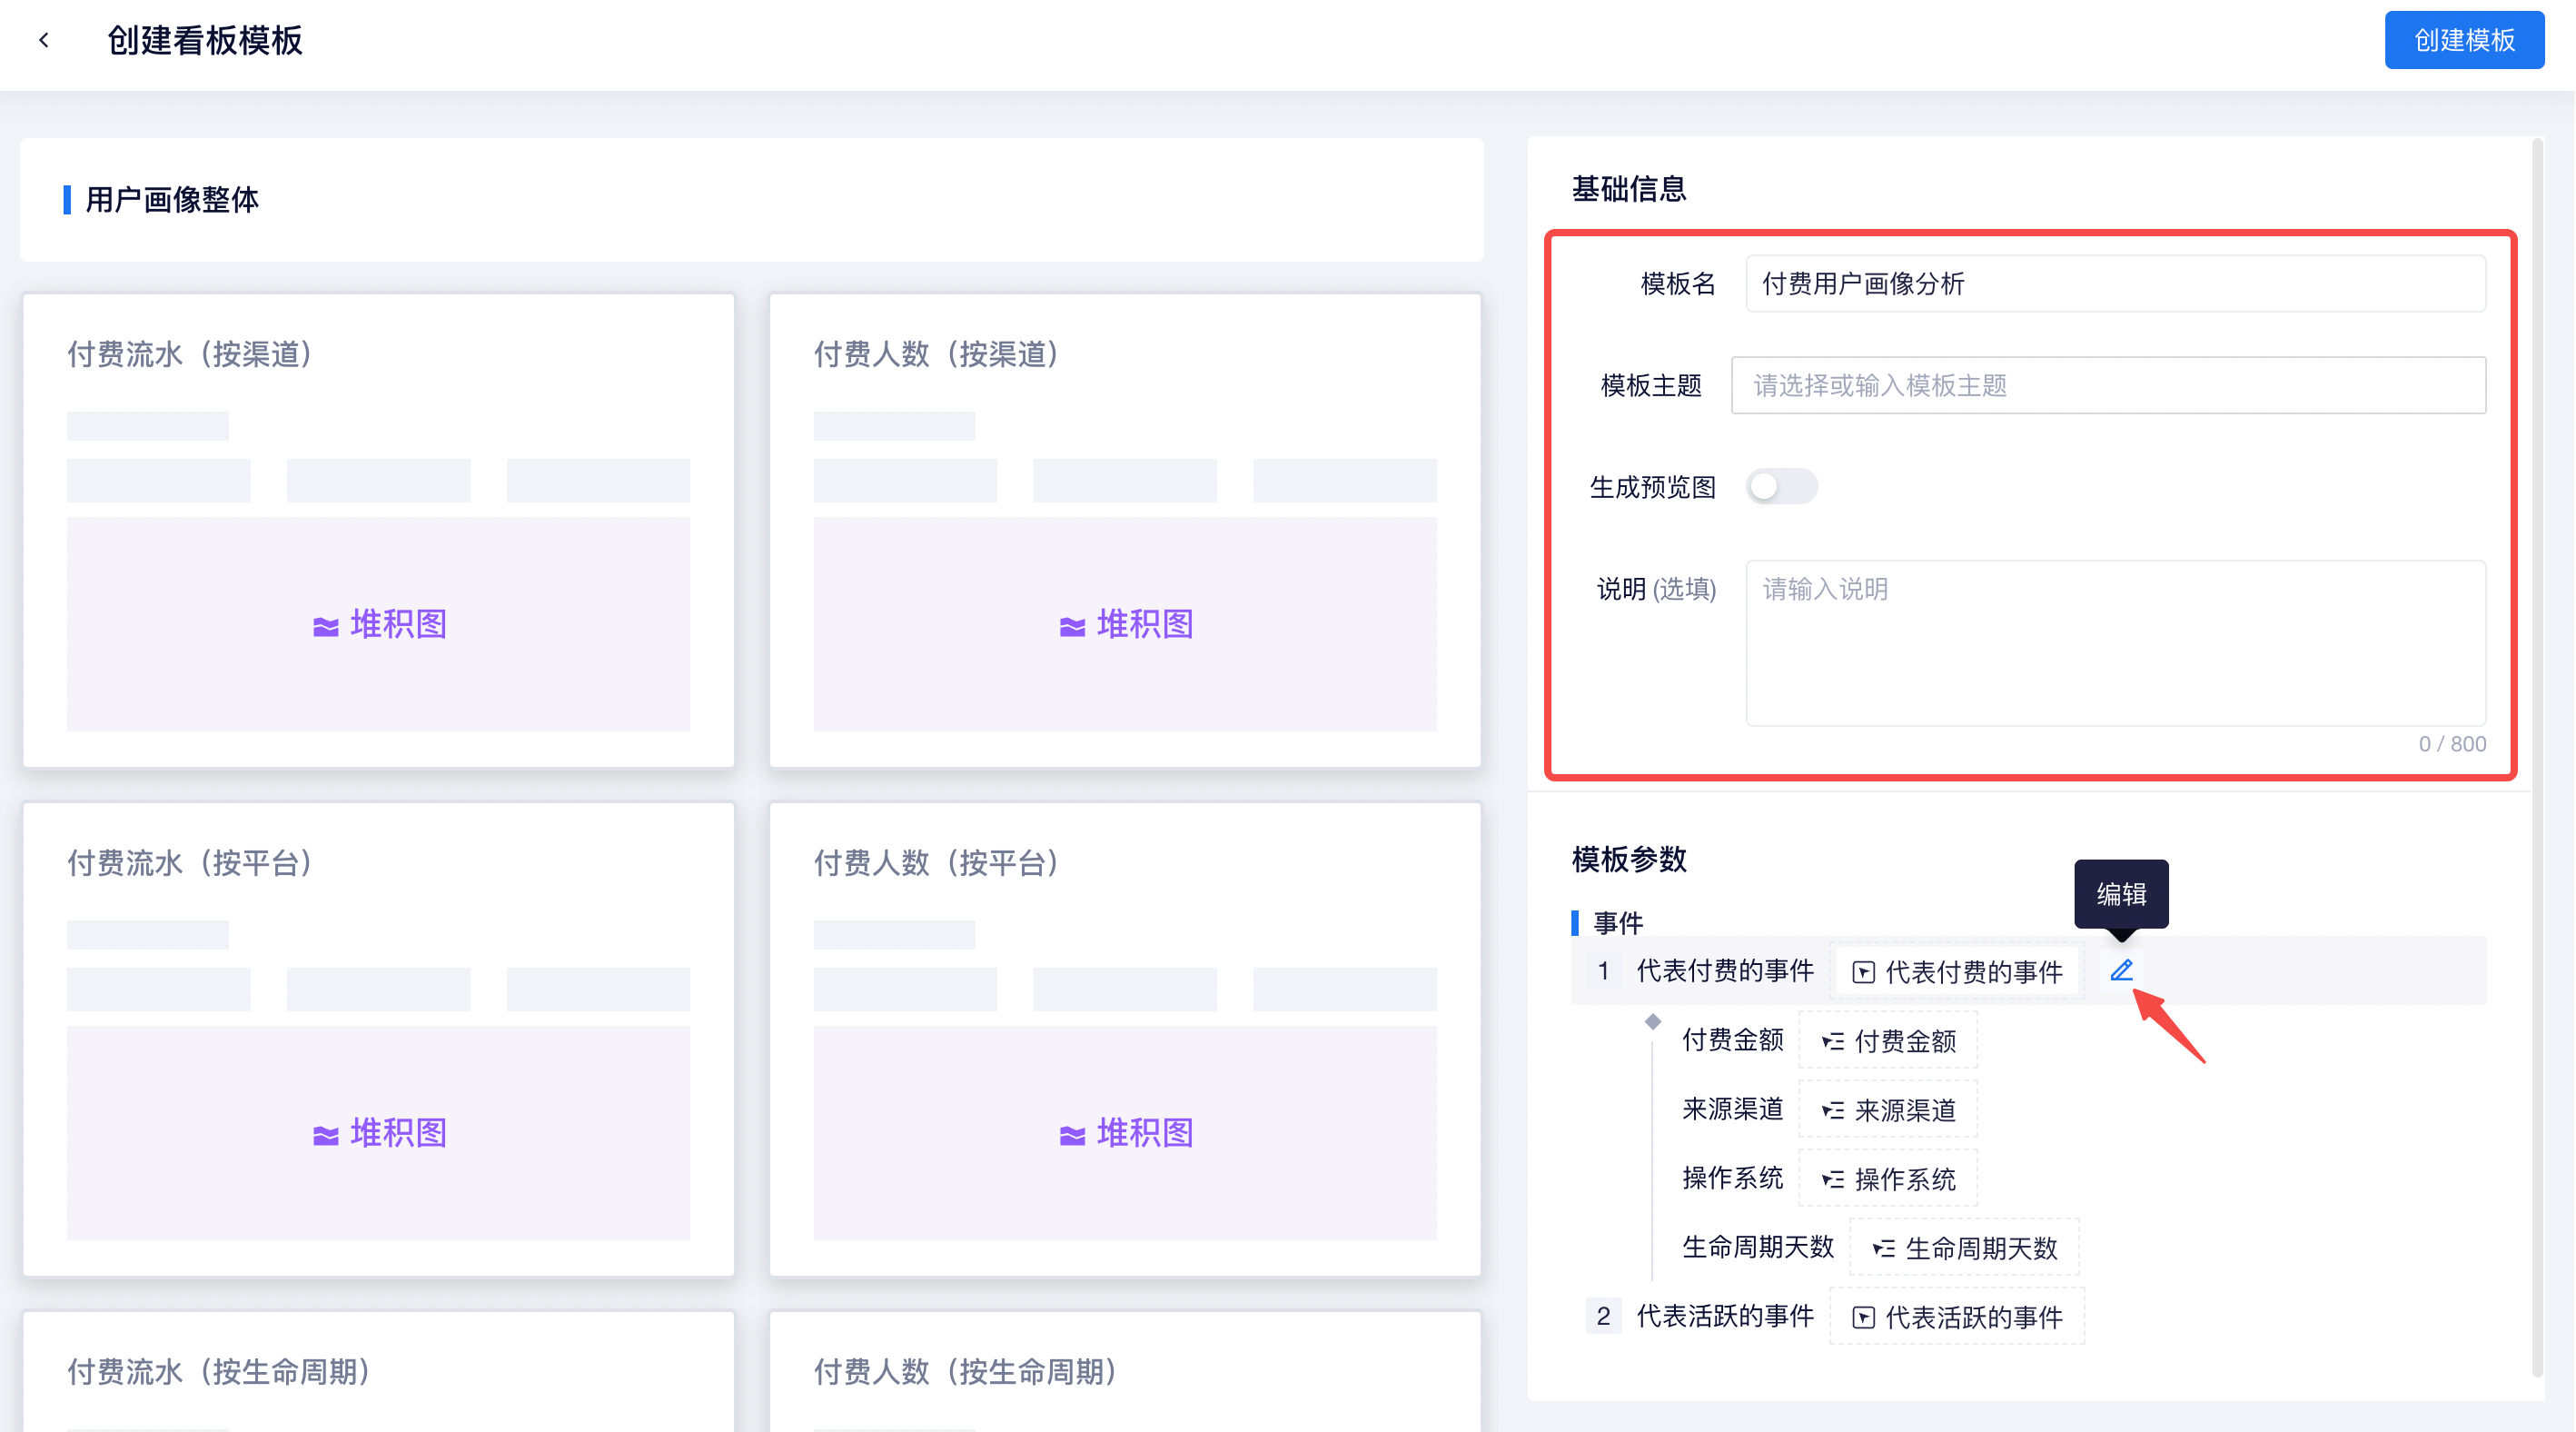 创建看板模板
创建模板
用户画像整体
付费流水（按渠道）
堆积图
付费人数（按渠道）
堆积图
付费流水（按平台）
堆积图
付费人数（按平台）
堆积图
付费流水（按生命周期）
付费人数（按生命周期）
基础信息
模板名 付费用户画像分析
模板主题 请选择或输入模板主题
生成预览图
说明 (选填) 请输入说明
0 / 800
模板参数
编辑
事件
1 代表付费的事件 代表付费的事件
付费金额 付费金额
来源渠道 来源渠道
操作系统 操作系统
生命周期天数 生命周期天数
2 代表活跃的事件 代表活跃的事件